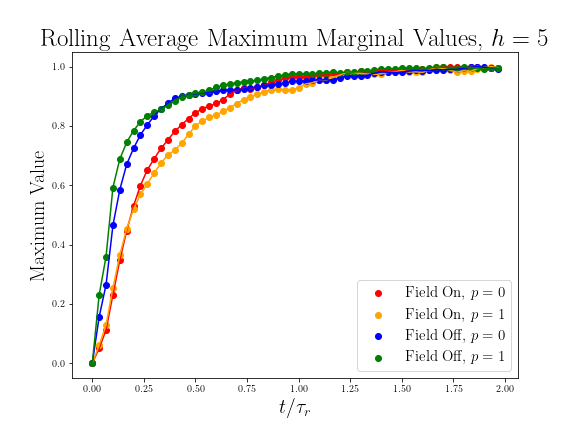 Rolling Average Maximum Marginal Values, h = 5
Maximum Value
1.0
0.8
0.6
0.4
0.2
0.0
Field On, p = 0
Field On, p = 1
Field Off, p = 0
Field Off, p = 1
0.00 0.25 0.50 0.75 1.00 1.25 1.50 1.75 2.00
t/τr